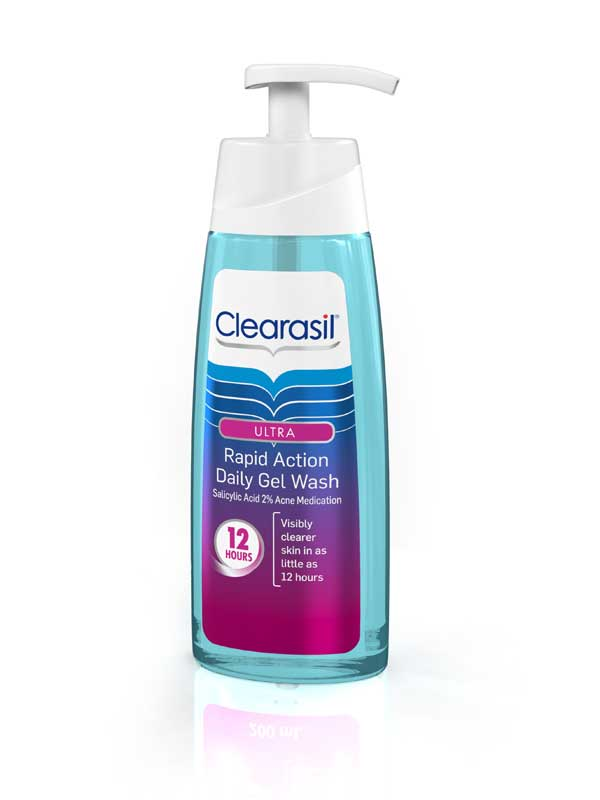 Clearasil®
ULTRA
Rapid Action
Daily Gel Wash
Salicylic Acid 2% Acne Medication
12
HOURS
Visibly
clearer
skin in as
little as
12 hours